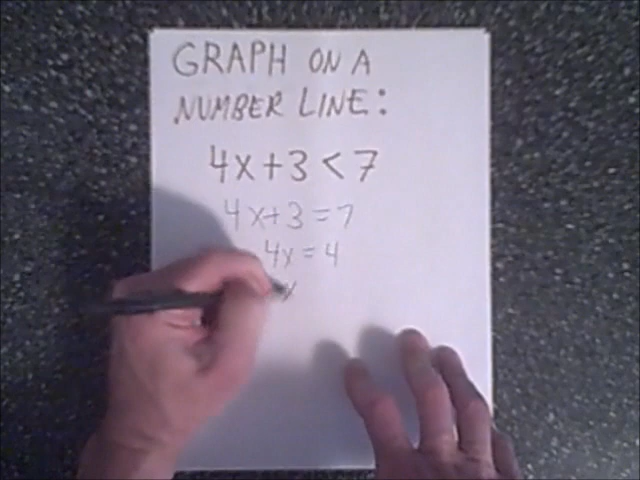 GRAPH ON A
NUMBER LINE:
4x+3<7
4x+3=7
4x=4
x